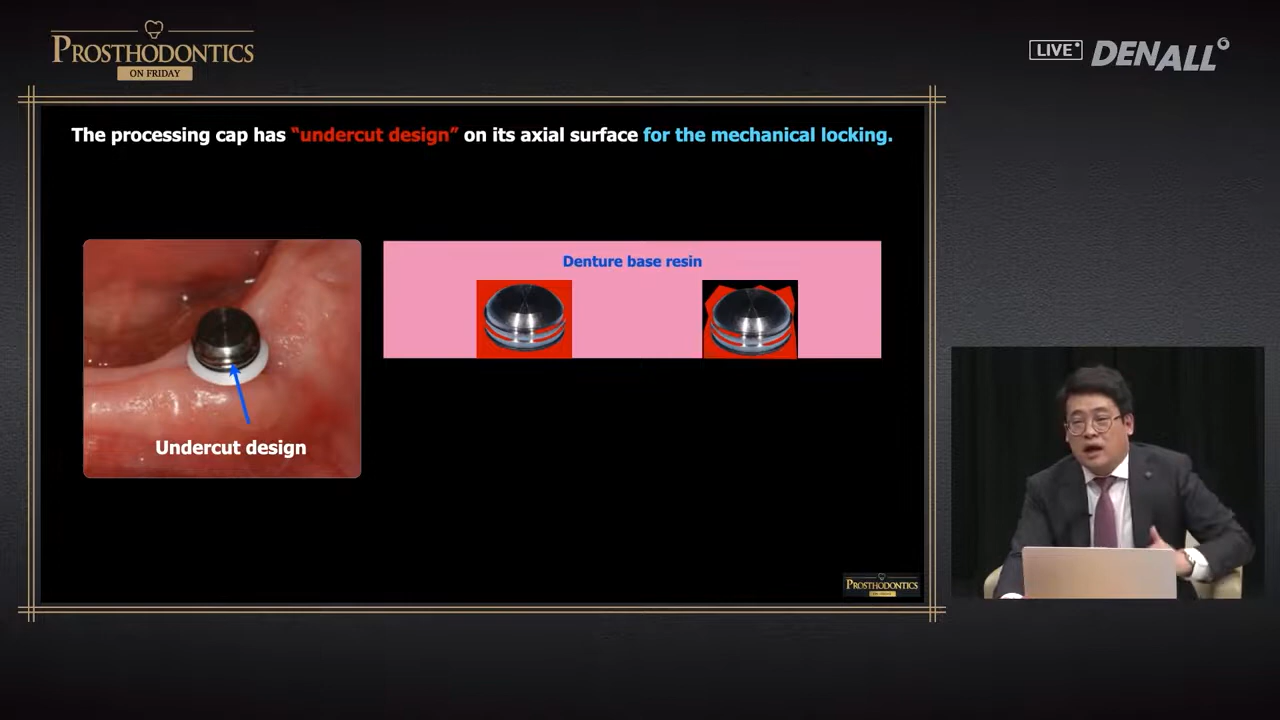 PROSTHODONTICS
ON FRIDAY
LIVE
DENALL
The processing cap has “undercut design” on its axial surface for the mechanical locking.
Denture base resin
Undercut design
PROSTHODONTICS